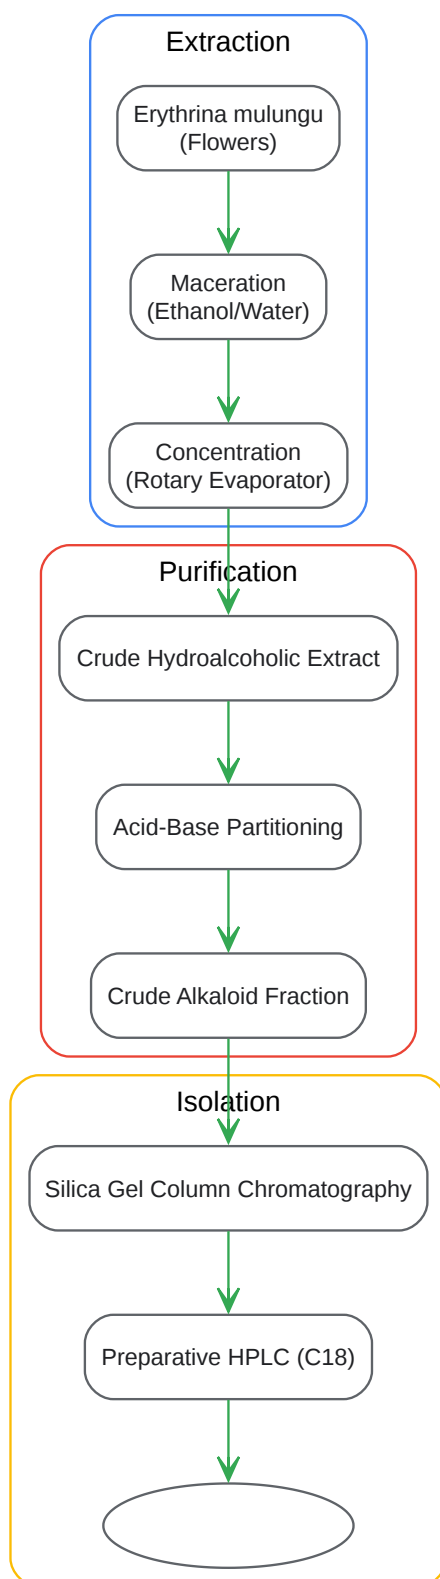 Extraction
Erythrina mulungu
(Flowers)
Maceration
(Ethanol/Water)
Concentration
(Rotary Evaporator)
Purification
Crude Hydroalcoholic Extract
Acid-Base Partitioning
Crude Alkaloid Fraction
Isolation
Silica Gel Column Chromatography
Preparative HPLC (C18)